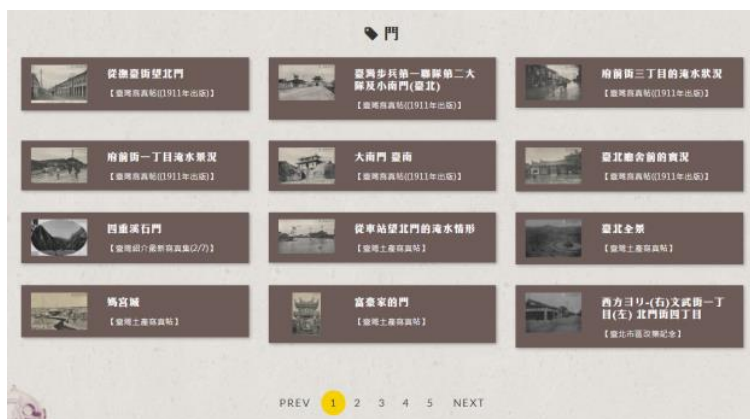 門
從撫臺街望北門
【臺灣寫真帖(1911年出版)】
臺灣步兵第一聯隊第二大
隊及小南門(臺北)
【臺灣寫真帖(1911年出版)】
府前街三丁目的淹水狀況
【臺灣寫真帖(1911年出版)】
府前街一丁目淹水景況
【臺灣寫真帖(1911年出版)】
大南門 臺南
【臺灣寫真帖(1911年出版)】
臺北廳舍前的實況
【臺灣寫真帖(1911年出版)】
四重溪石門
【臺灣紹介最新寫真集(2/7)】
從車站望北門的淹水情形
【臺灣土產寫真帖】
臺北全景
【臺灣土產寫真帖】
媽宮城
【臺灣土產寫真帖】
富豪家的門
【臺灣土產寫真帖】
西方ヨリ-(右)文武街一丁
目(左) 北門街四丁目
【臺北市區改築紀念】
PREV 1 2 3 4 5 NEXT